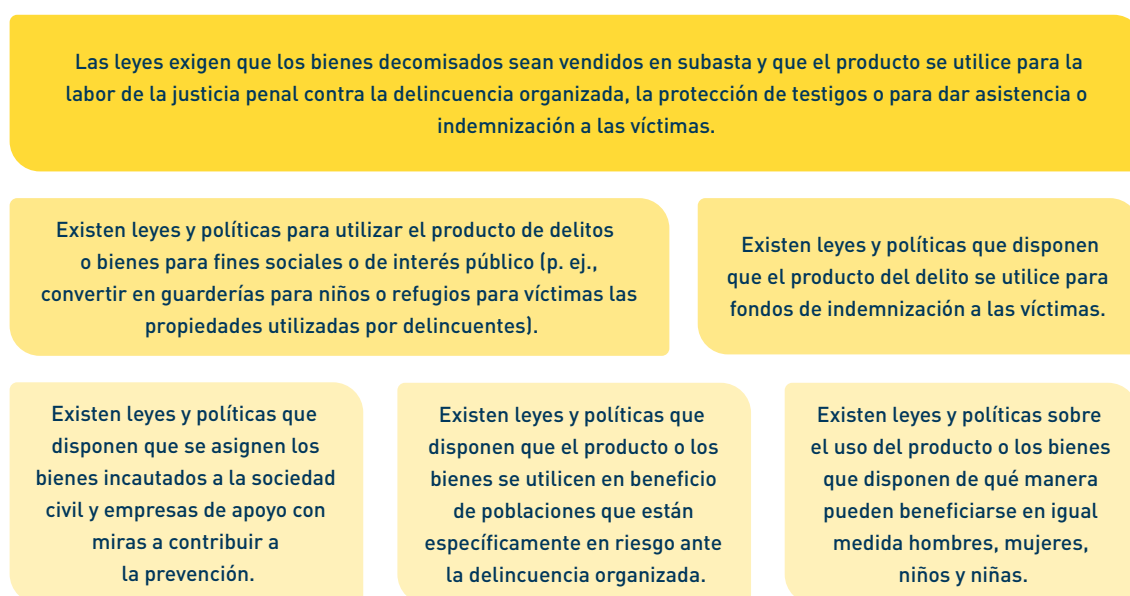 Las leyes exigen que los bienes decomisados sean vendidos en subasta y que el producto se utilice para la
labor de la justicia penal contra la delincuencia organizada, la protección de testigos o para dar asistencia o
indemnización a las víctimas.
Existen leyes y políticas para utilizar el producto de delitos
o bienes para fines sociales o de interés público (p. ej.,
convertir en guarderías para niños o refugios para víctimas las
propiedades utilizadas por delincuentes).
Existen leyes y políticas que disponen
que el producto del delito se utilice para
fondos de indemnización a las víctimas.
Existen leyes y políticas que
disponen que se asignen los
bienes incautados a la sociedad
civil y empresas de apoyo con
miras a contribuir a
la prevención.
Existen leyes y políticas que
disponen que el producto o los
bienes se utilicen en beneficio
de poblaciones que están
específicamente en riesgo ante
la delincuencia organizada.
Existen leyes y políticas sobre
el uso del producto o los bienes
que disponen de qué manera
pueden beneficiarse en igual
medida hombres, mujeres,
niños y niñas.